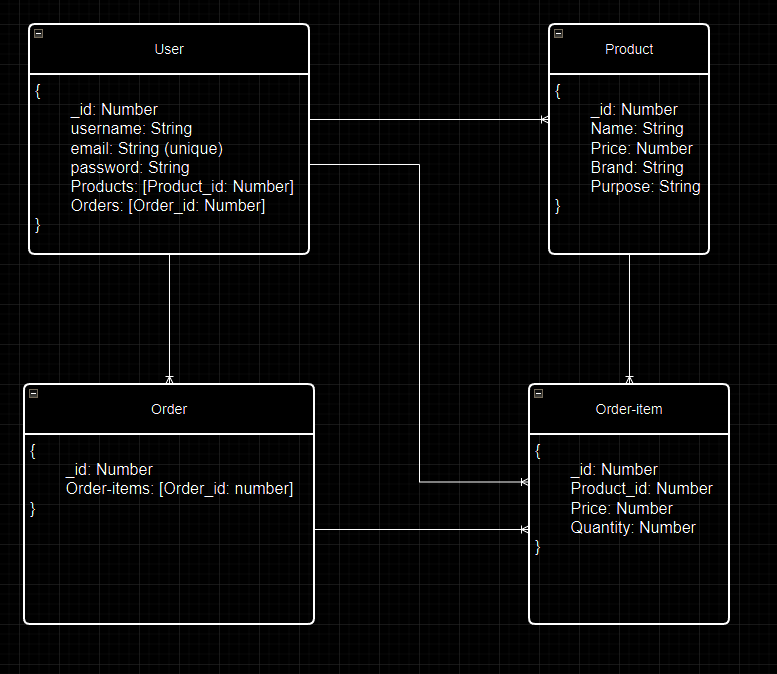 User
{
_id: Number
username: String
email: String (unique)
password: String
Products: [Product_id: Number]
Orders: [Order_id: Number]
}
Product
{
_id: Number
Name: String
Price: Number
Brand: String
Purpose: String
}
Order
{
_id: Number
Order-items: [Order_id: number]
}
Order-item
{
_id: Number
Product_id: Number
Price: Number
Quantity: Number
}